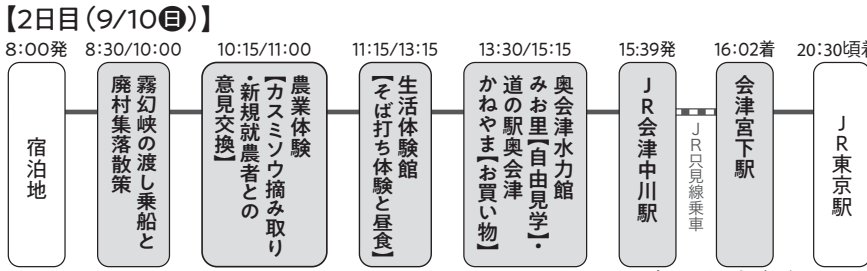 【2日目(9/10日)】
8:00発 8:30/10:00 10:15/11:00 11:15/13:15 13:30/15:15 15:39発 16:02着 20:30頃着
宿泊地
霧幻峡の渡し乗船と
廃村集落散策
農業体験
【カスミソウ摘み取り
・新規就農者との
意見交換】
生活体験館
【そば打ち体験と昼食】
奥会津水力館
みお里【自由見学】・
道の駅奥会津
かねやま【お買い物】
JR会津中川駅
JR只見線乗車
会津宮下駅
JR東京駅